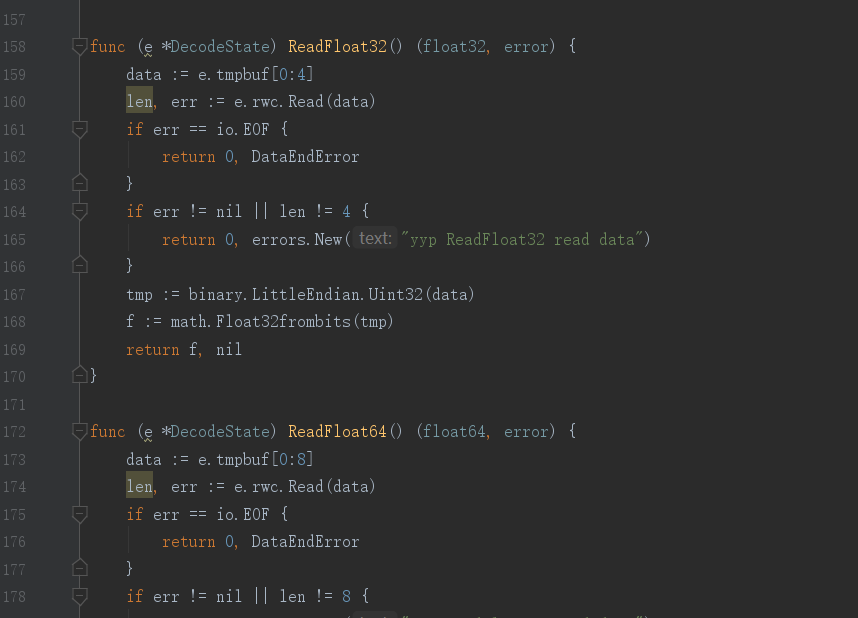 157
158 func (e *DecodeState) ReadFloat32() (float32, error) {
159 data := e.tmpbuf[0:4]
160 len, err := e.rwc.Read(data)
161 if err == io.EOF {
162 return 0, DataEndError
163 }
164 if err != nil || len != 4 {
165 return 0, errors.New( text: "yyp ReadFloat32 read data")
166 }
167 tmp := binary.LittleEndian.Uint32(data)
168 f := math.Float32frombits(tmp)
169 return f, nil
170 }
171
172 func (e *DecodeState) ReadFloat64() (float64, error) {
173 data := e.tmpbuf[0:8]
174 len, err := e.rwc.Read(data)
175 if err == io.EOF {
176 return 0, DataEndError
177 }
178 if err != nil || len != 8 {